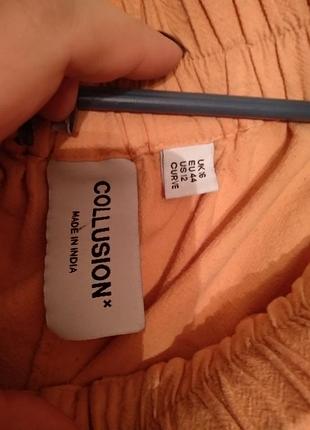 COLLUSION×
MADE IN INDIA
UK 16
EU 44
US 12
CURVE